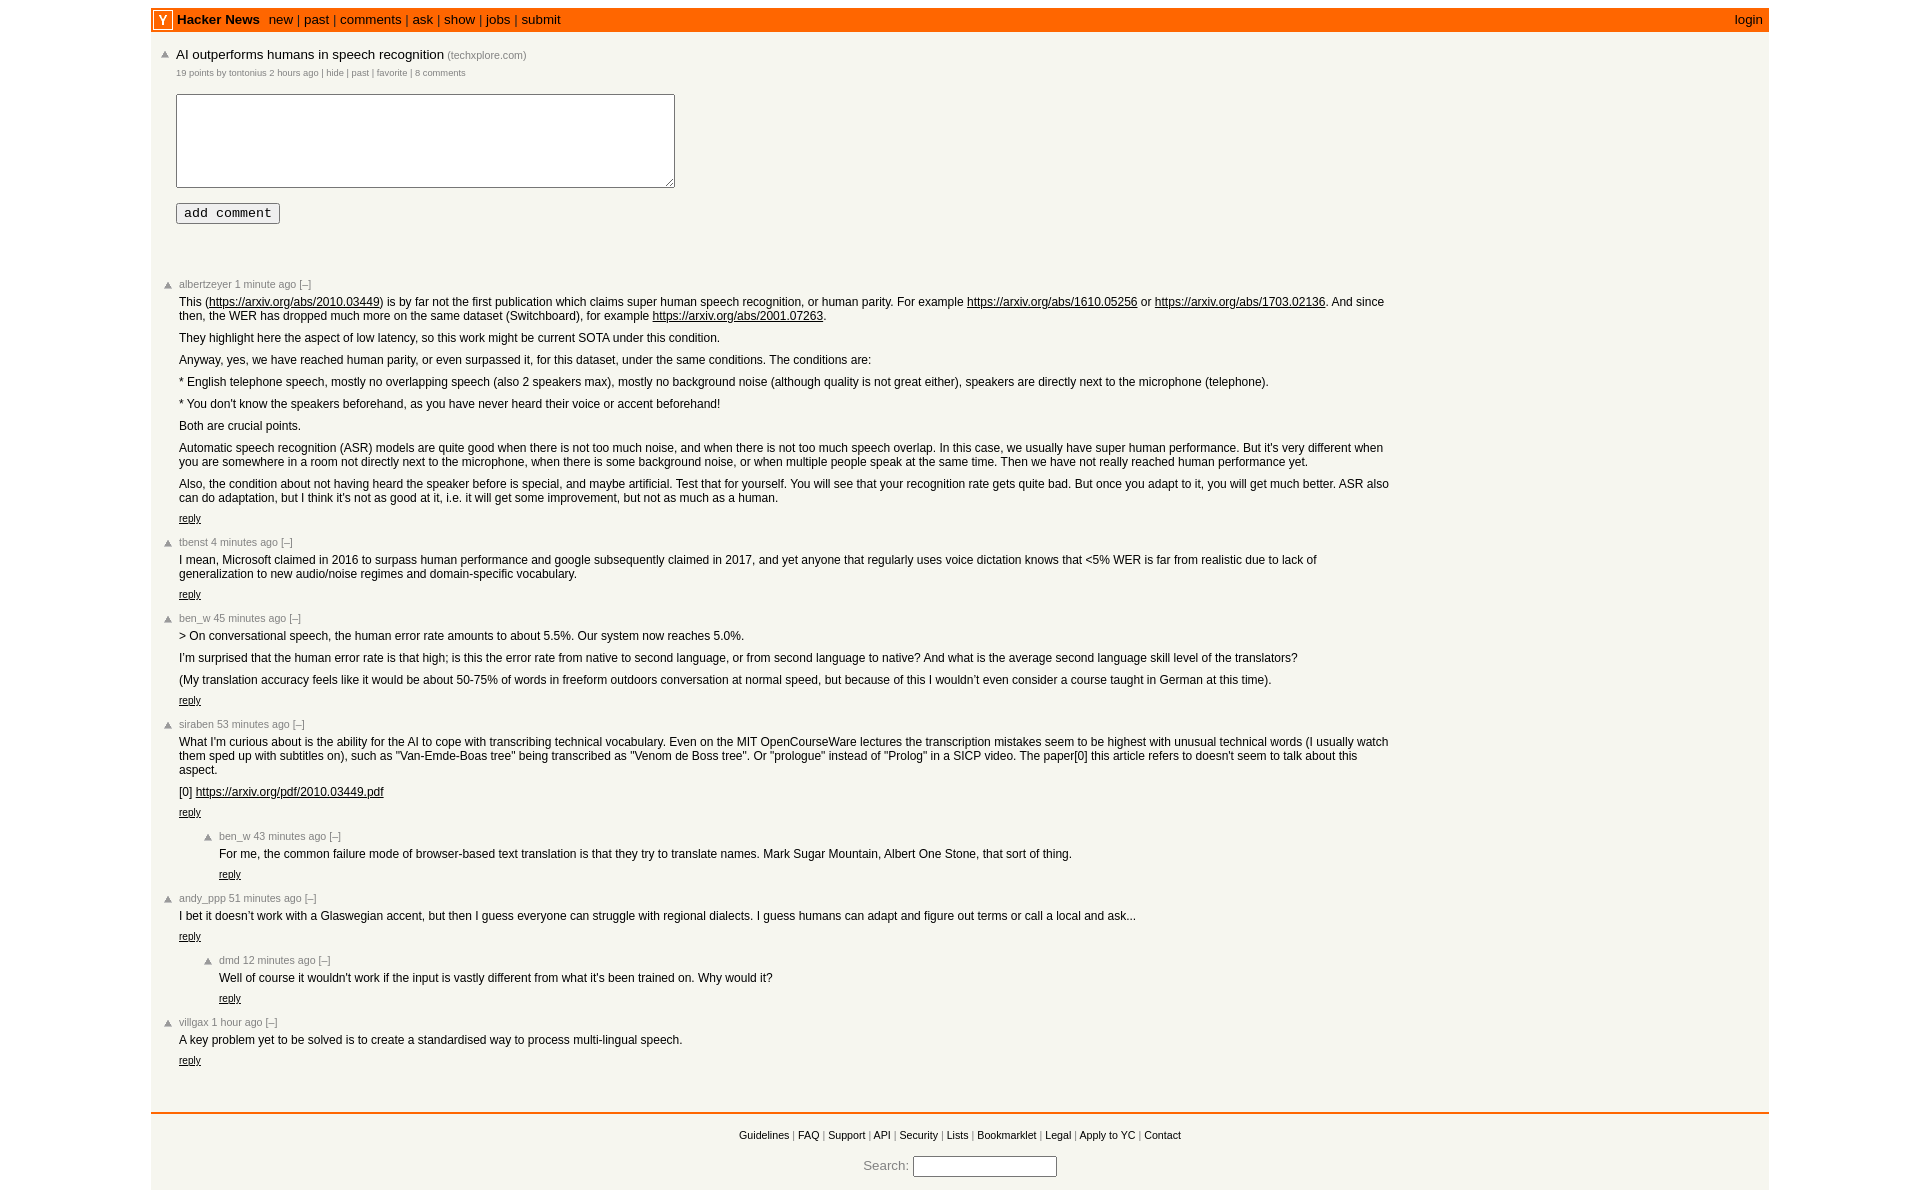 Y Hacker News new | past | comments | ask | show | jobs | submit login
AI outperforms humans in speech recognition (techxplore.com)
19 points by tontonius 2 hours ago | hide | past | favorite | 8 comments
add comment
albertzeyer 1 minute ago [–]
This (https://arxiv.org/abs/2010.03449) is by far not the first publication which claims super human speech recognition, or human parity. For example https://arxiv.org/abs/1610.05256 or https://arxiv.org/abs/1703.02136. And since
then, the WER has dropped much more on the same dataset (Switchboard), for example https://arxiv.org/abs/2001.07263.
They highlight here the aspect of low latency, so this work might be current SOTA under this condition.
Anyway, yes, we have reached human parity, or even surpassed it, for this dataset, under the same conditions. The conditions are:
* English telephone speech, mostly no overlapping speech (also 2 speakers max), mostly no background noise (although quality is not great either), speakers are directly next to the microphone (telephone).
* You don't know the speakers beforehand, as you have never heard their voice or accent beforehand!
Both are crucial points.
Automatic speech recognition (ASR) models are quite good when there is not too much noise, and when there is not too much speech overlap. In this case, we usually have super human performance. But it's very different when
you are somewhere in a room not directly next to the microphone, when there is some background noise, or when multiple people speak at the same time. Then we have not really reached human performance yet.
Also, the condition about not having heard the speaker before is special, and maybe artificial. Test that for yourself. You will see that your recognition rate gets quite bad. But once you adapt to it, you will get much better. ASR also
can do adaptation, but I think it's not as good at it, i.e. it will get some improvement, but not as much as a human.
reply
tbenst 4 minutes ago [–]
I mean, Microsoft claimed in 2016 to surpass human performance and google subsequently claimed in 2017, and yet anyone that regularly uses voice dictation knows that <5% WER is far from realistic due to lack of
generalization to new audio/noise regimes and domain-specific vocabulary.
reply
ben_w 45 minutes ago [–]
> On conversational speech, the human error rate amounts to about 5.5%. Our system now reaches 5.0%.
I’m surprised that the human error rate is that high; is this the error rate from native to second language, or from second language to native? And what is the average second language skill level of the translators?
(My translation accuracy feels like it would be about 50-75% of words in freeform outdoors conversation at normal speed, but because of this I wouldn’t even consider a course taught in German at this time).
reply
siraben 53 minutes ago [–]
What I'm curious about is the ability for the AI to cope with transcribing technical vocabulary. Even on the MIT OpenCourseWare lectures the transcription mistakes seem to be highest with unusual technical words (I usually watch
them sped up with subtitles on), such as "Van-Emde-Boas tree" being transcribed as "Venom de Boss tree". Or "prologue" instead of "Prolog" in a SICP video. The paper[0] this article refers to doesn't seem to talk about this
aspect.
[0] https://arxiv.org/pdf/2010.03449.pdf
reply
ben_w 43 minutes ago [–]
For me, the common failure mode of browser-based text translation is that they try to translate names. Mark Sugar Mountain, Albert One Stone, that sort of thing.
reply
andy_ppp 51 minutes ago [–]
I bet it doesn’t work with a Glaswegian accent, but then I guess everyone can struggle with regional dialects. I guess humans can adapt and figure out terms or call a local and ask...
reply
dmd 12 minutes ago [–]
Well of course it wouldn't work if the input is vastly different from what it's been trained on. Why would it?
reply
villgax 1 hour ago [–]
A key problem yet to be solved is to create a standardised way to process multi-lingual speech.
reply
Guidelines | FAQ | Support | API | Security | Lists | Bookmarklet | Legal | Apply to YC | Contact
Search: